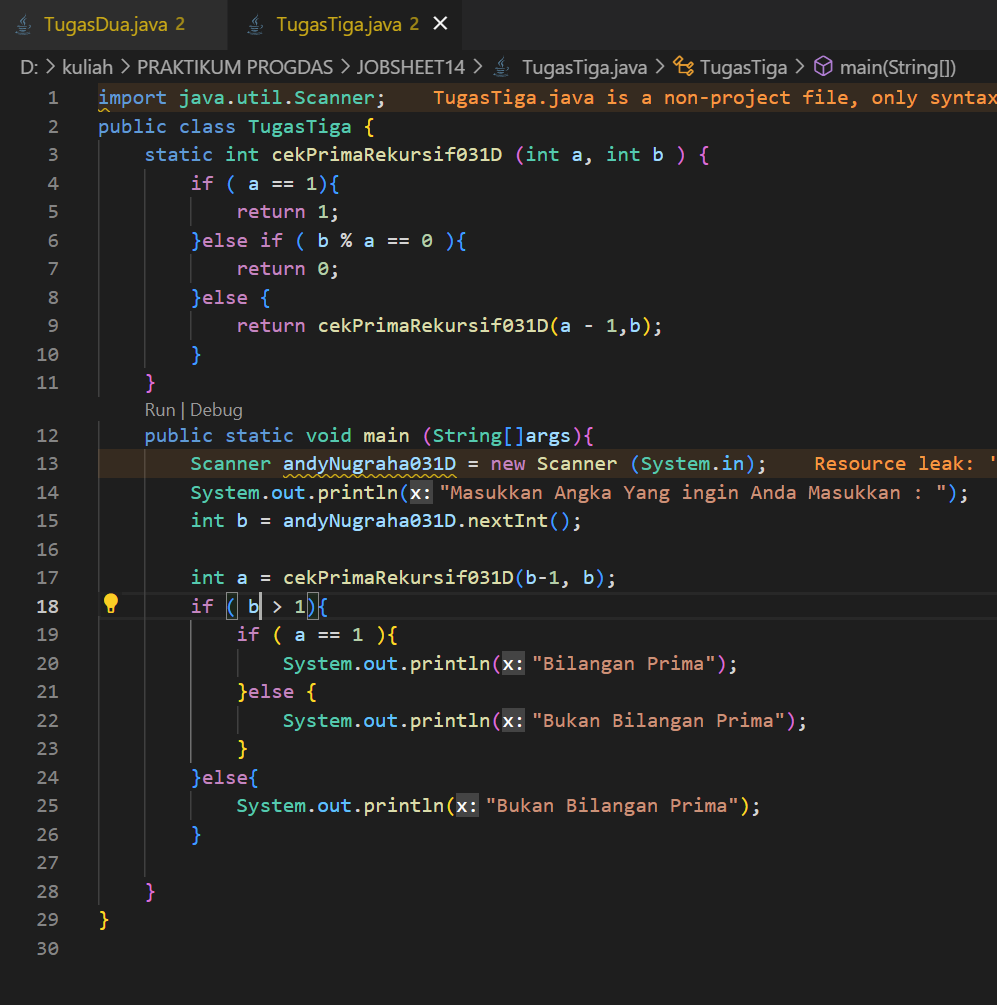 TugasDua.java 2 TugasTiga.java 2
D: > kuliah > PRAKTIKUM PROGDAS > JOBSHEET14 > TugasTiga.java > TugasTiga > main(String[])
1 import java.util.Scanner; TugasTiga.java is a non-project file, only syntax
2 public class TugasTiga {
3 static int cekPrimaRekursif031D (int a, int b ) {
4 if ( a == 1){
5 return 1;
6 }else if ( b % a == 0 ){
7 return 0;
8 }else {
9 return cekPrimaRekursif031D(a - 1,b);
10 }
11 }
Run | Debug
12 public static void main (String[]args){
13 Scanner andyNugraha031D = new Scanner (System.in); Resource leak: '
14 System.out.println(x: "Masukkan Angka Yang ingin Anda Masukkan : ");
15 int b = andyNugraha031D.nextInt();
16
17 int a = cekPrimaRekursif031D(b-1, b);
18 if ( b > 1){
19 if ( a == 1 ){
20 System.out.println(x: "Bilangan Prima");
21 }else {
22 System.out.println(x: "Bukan Bilangan Prima");
23 }
24 }else{
25 System.out.println(x: "Bukan Bilangan Prima");
26 }
27
28 }
29 }
30